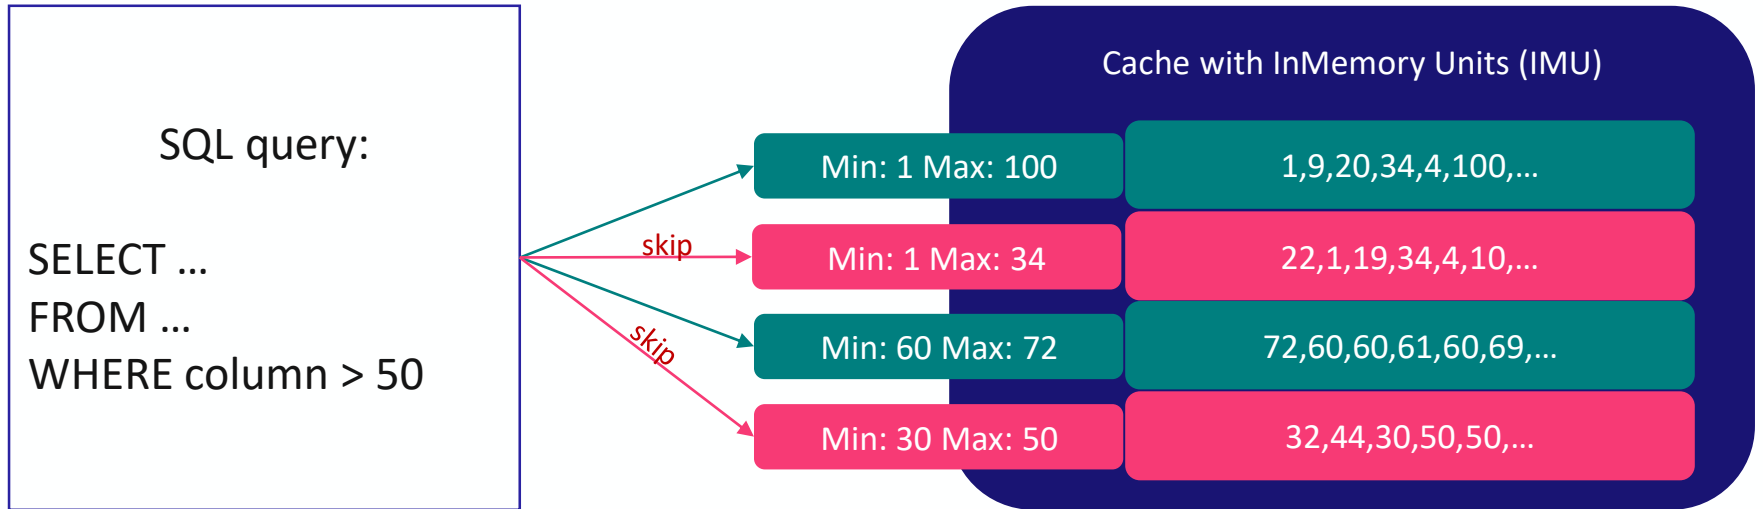 SQL query:
SELECT …
FROM …
WHERE column > 50
skip
skip
Cache with InMemory Units (IMU)
Min: 1 Max: 100
1,9,20,34,4,100,…
Min: 1 Max: 34
22,1,19,34,4,10,…
Min: 60 Max: 72
72,60,60,61,60,69,…
Min: 30 Max: 50
32,44,30,50,50,…